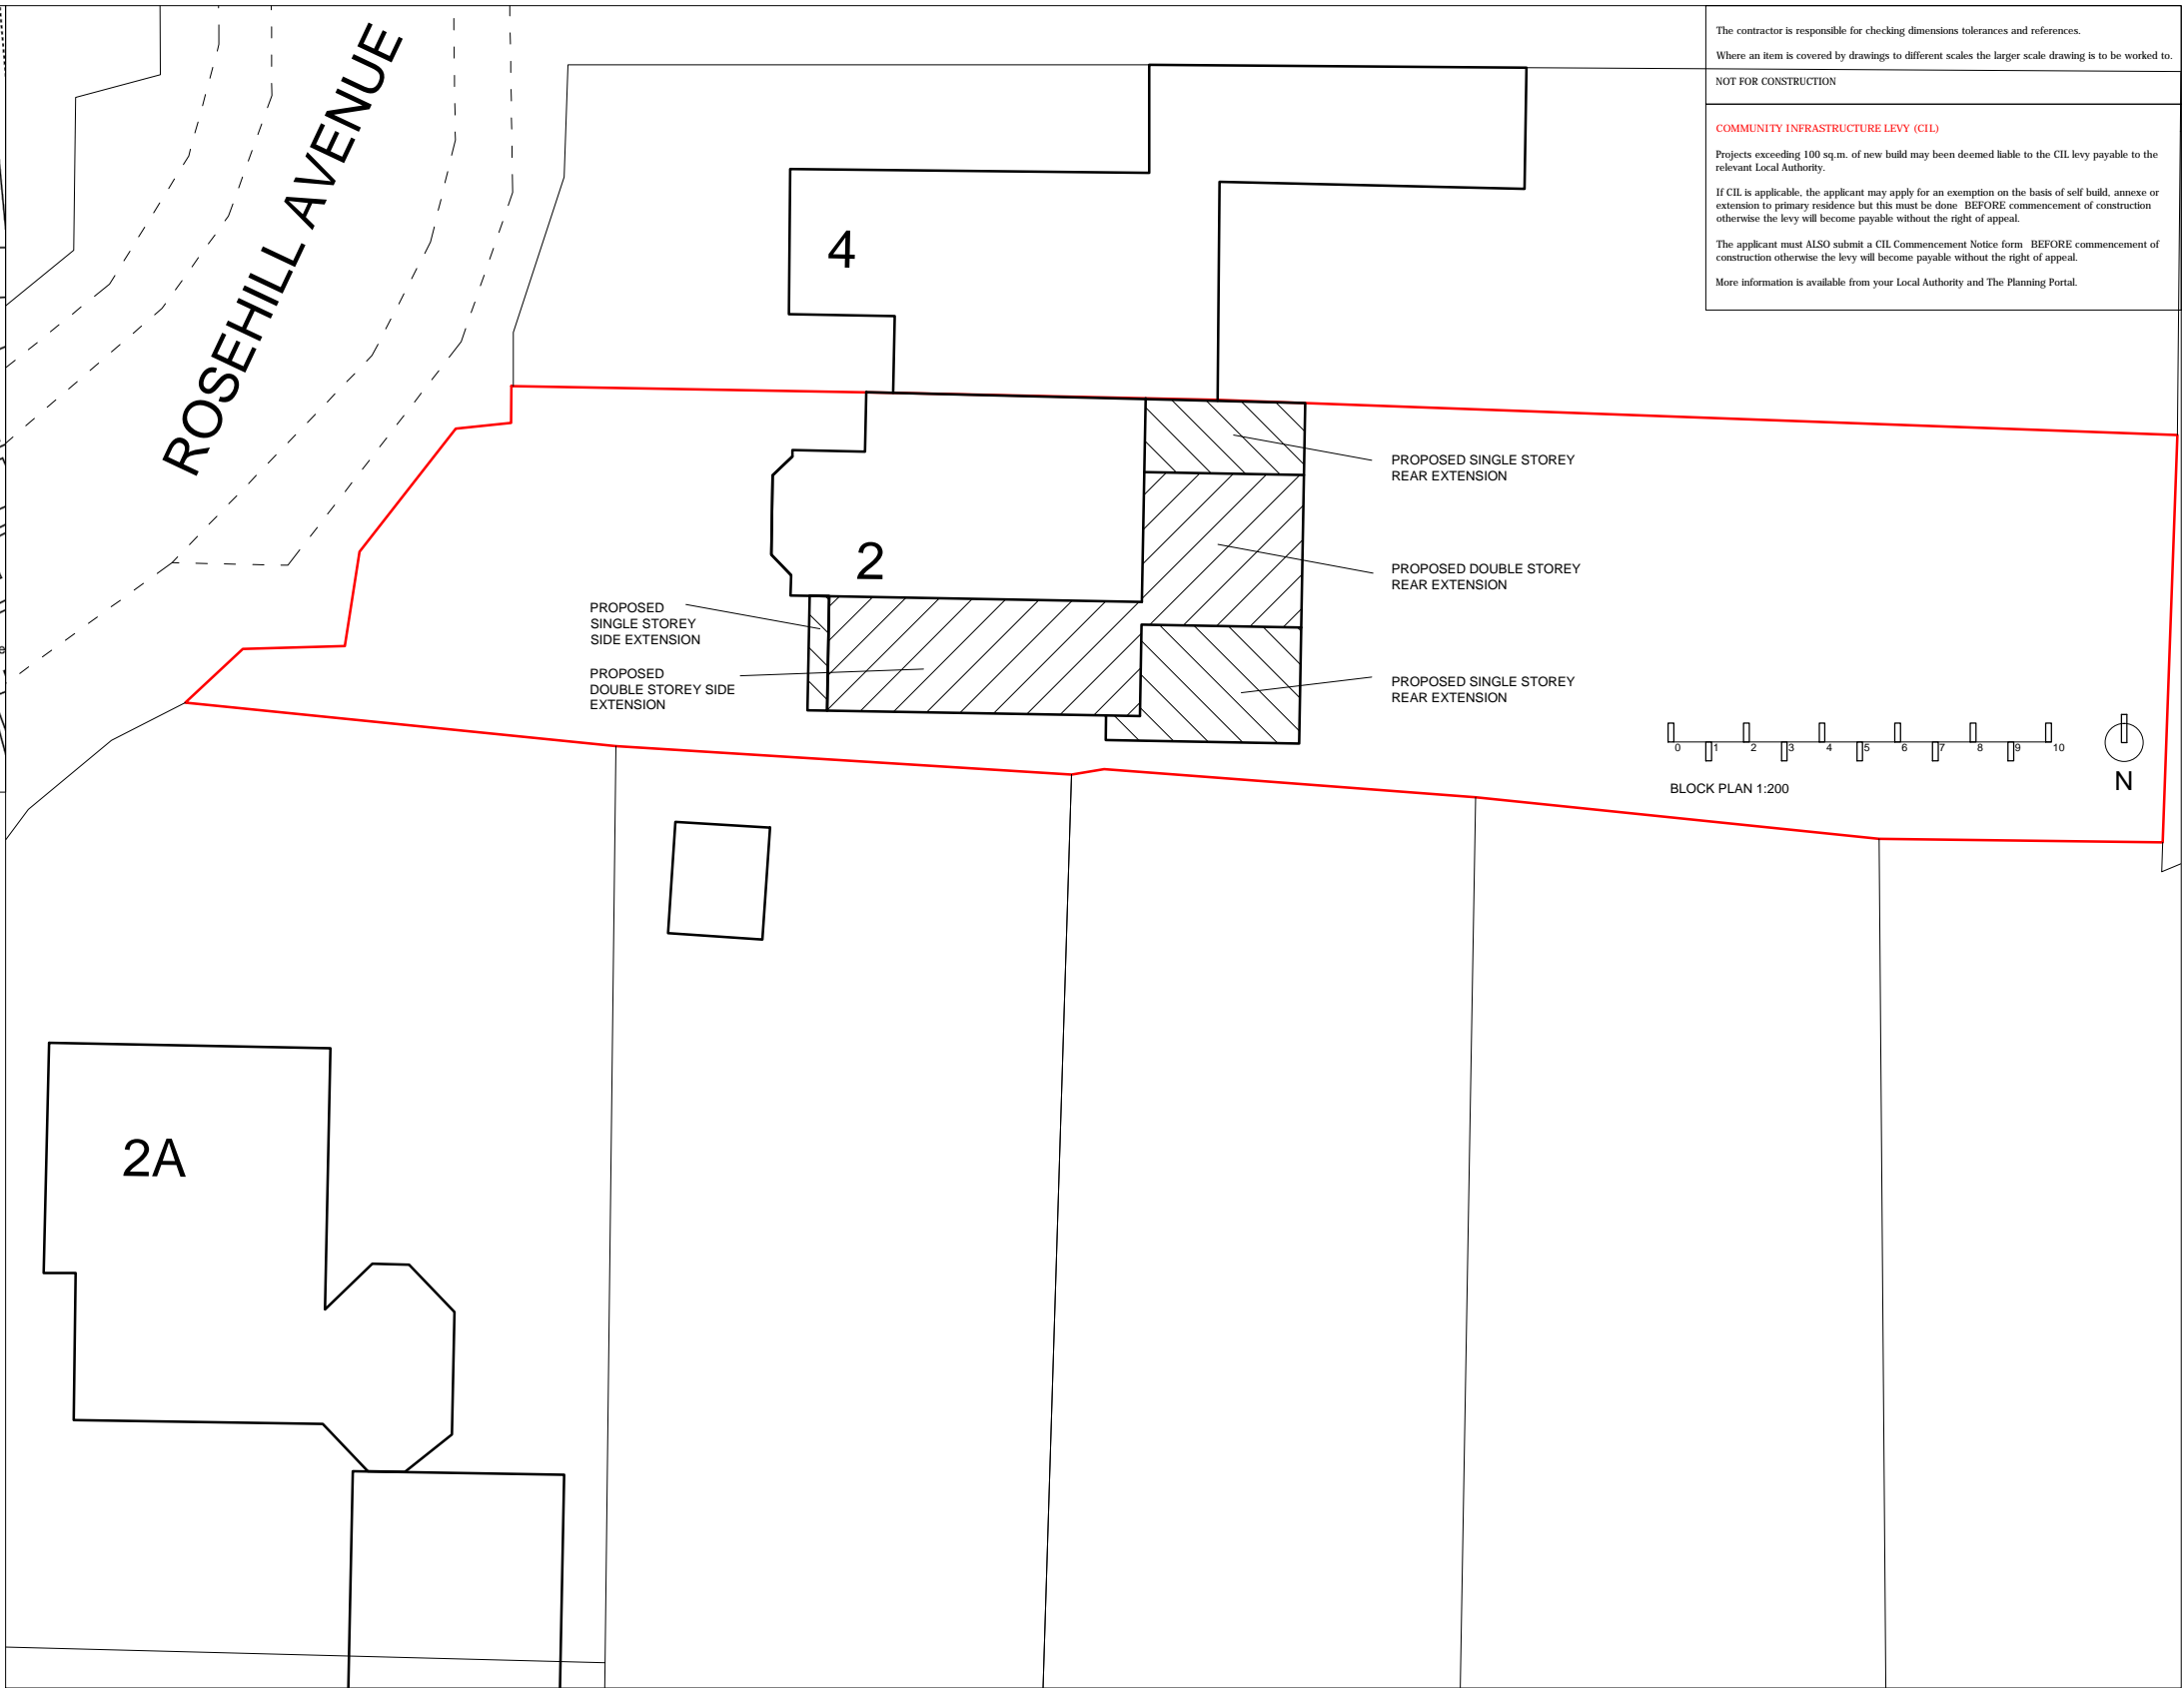 The contractor is responsible for checking dimensions tolerances and references.
Where an item is covered by drawings to different scales the larger scale drawing is to be worked to.
NOT FOR CONSTRUCTION
COMMUNITY INFRASTRUCTURE LEVY (CIL)
Projects exceeding 100 sq.m. of new build may been deemed liable to the CIL levy payable to the
relevant Local Authority.
If CIL is applicable, the applicant may apply for an exemption on the basis of self build, annexe or
extension to primary residence but this must be done BEFORE commencement of construction
otherwise the levy will become payable without the right of appeal.
The applicant must ALSO submit a CIL Commencement Notice form BEFORE commencement of
construction otherwise the levy will become payable without the right of appeal.
More information is available from your Local Authority and The Planning Portal.
ROSEHILL AVENUE
4
2
PROPOSED SINGLE STOREY
REAR EXTENSION
PROPOSED DOUBLE STOREY
REAR EXTENSION
PROPOSED
SINGLE STOREY
SIDE EXTENSION
PROPOSED
DOUBLE STOREY SIDE
EXTENSION
PROPOSED SINGLE STOREY
REAR EXTENSION
0 1 2 3 4 5 6 7 8 9 10
BLOCK PLAN 1:200
N
2A